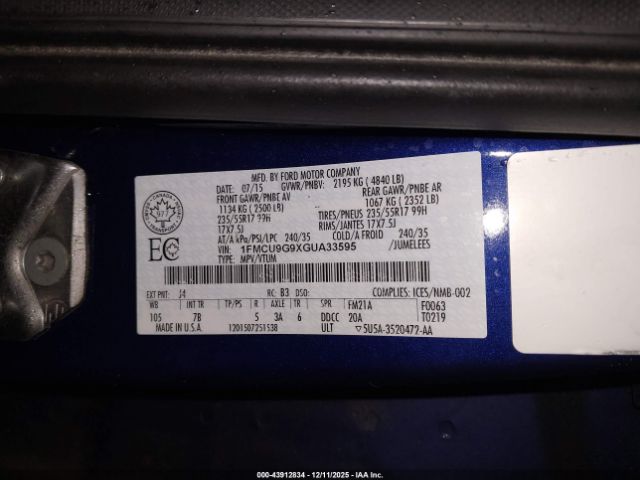 MFD. BY FORD MOTOR COMPANY
DATE: 07/15 GVWR/PNBV: 2195 KG ( 4840 LB)
FRONT GAWR/PNBE AV REAR GAWR/PNBE AR
1134 KG ( 2500 LB) 1067 KG ( 2352 LB)
235/55R17 99H TIRES/PNEUS 235/55R17 99H
17X7.5J RIMS/JANTES 17X7.5J
AT/A kPa/PSI/LPC 240/35 COLD/A FROID 240/35
VIN: 1FMCU9G9XGUA33595 /JUMELEES
TYPE: MPV/VTUM
EC
CANADA
97
TRANSPORT
EXT PNT: J4 RC: B3 DSO: COMPLIES: ICES/NMB-002
WB INT TR TP/PS R AXLE TR SPR FM21A F0063
105 7B 5 3A 6 DDCC 20A T0219
MADE IN U.S.A. 1201507251538 ULT 5U5A-3520472-AA
000-43912834 - 12/11/2025 - IAA Inc.